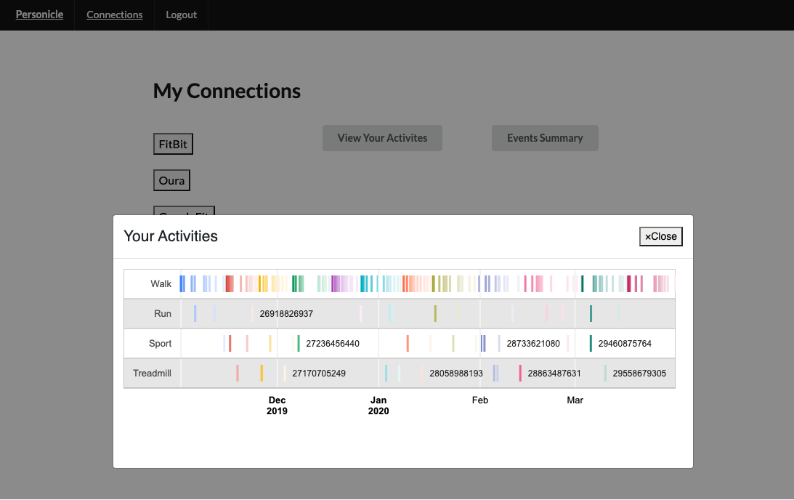 Personicle Connections Logout
My Connections
View Your Activites Events Summary
FitBit
Oura
Your Activities ×Close
Walk
Run 26918826937
Sport 27236456440 28733621080 29460875764
Treadmill 27170705249 28058988193 28863487631 29558679305
Dec Jan Feb Mar
2019 2020